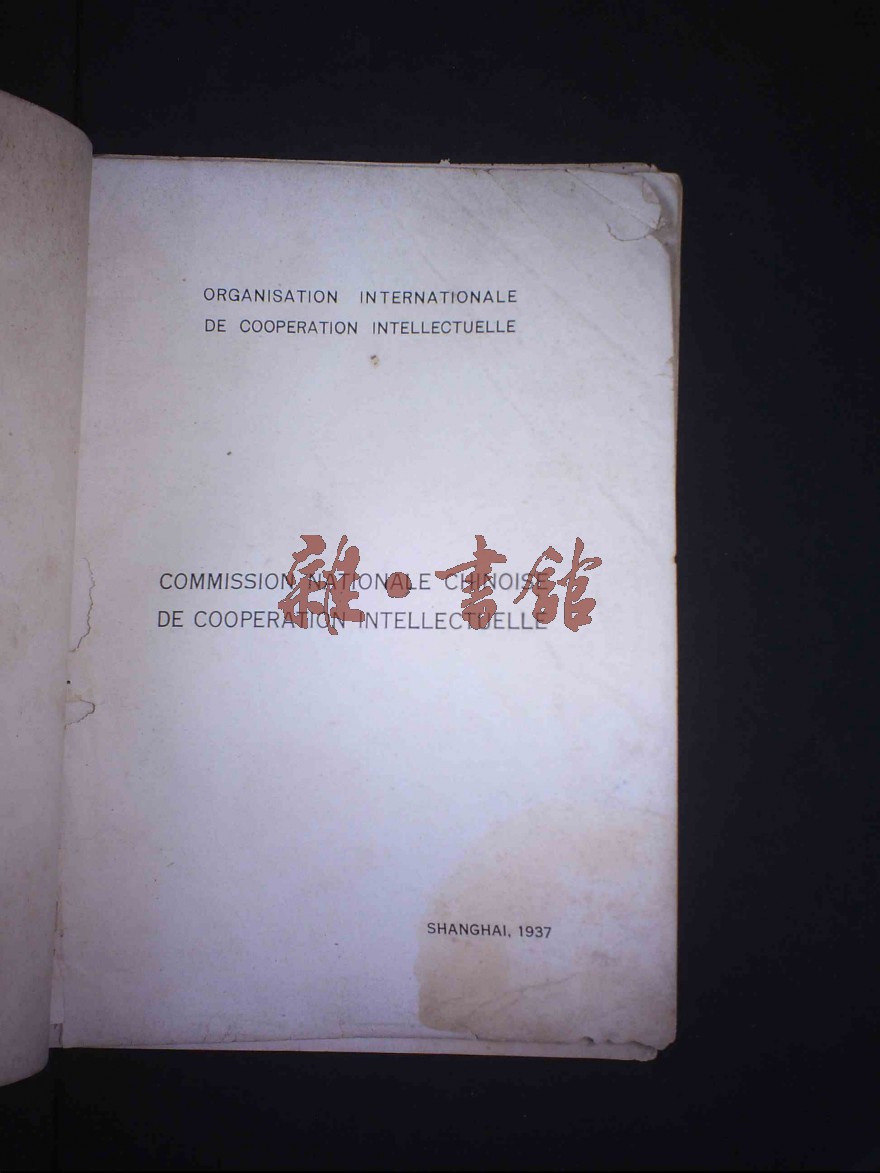 ORGANISATION INTERNATIONALE
DE COOPERATION INTELLECTUELLE
COMMISSION NATIONALE CHINOISE
DE COOPERATION INTELLECTUELLE
雜·書館
SHANGHAI, 1937